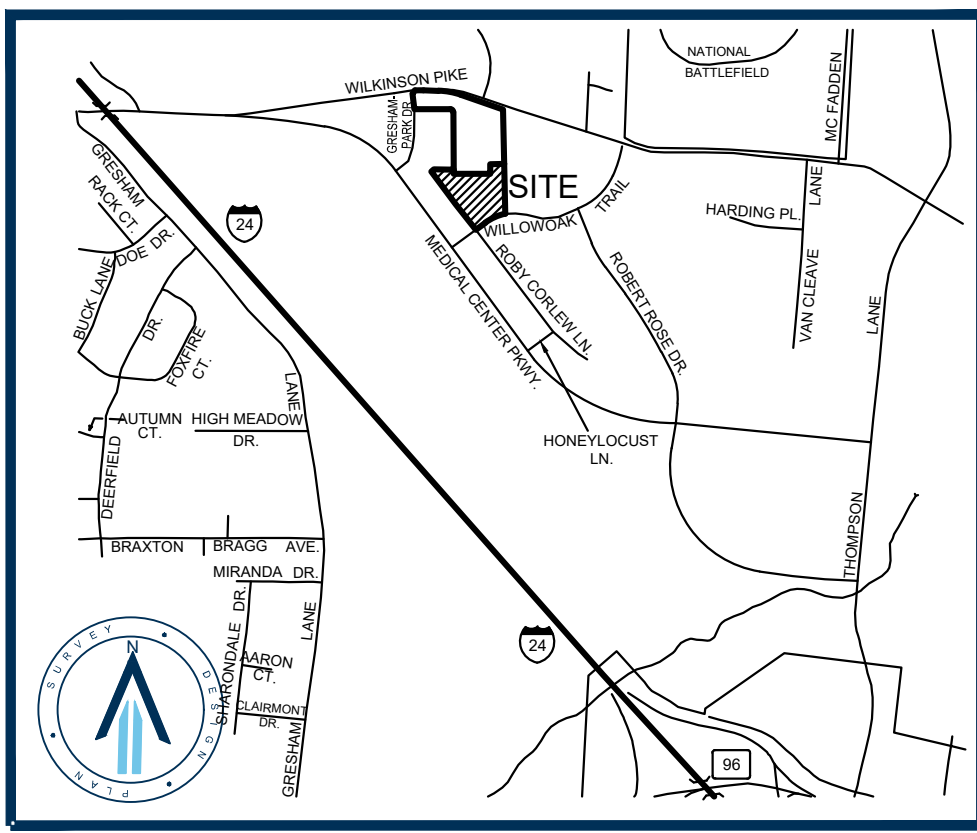 NATIONAL
BATTLEFIELD
MC FADDEN
LANE
WILKINSON PIKE
GRESHAM-
PARK DR.
SITE
WILLOWOAK
TRAIL
HARDING PL.
VAN CLEAVE
GRESHAM
RACK CT.
DOE DR.
BUCK LANE
24
DR.
FOXFIRE
CT.
MEDICAL CENTER PKWY.
ROBY CORLEW LN.
ROBERT ROSE DR.
LANE
LANE
AUTUMN
CT.
HIGH MEADOW
DR.
HONEYLOCUST
LN.
DEERFIELD
THOMPSON
BRAXTON BRAGG AVE.
MIRANDA DR.
SHARONDALE DR.
LANE
AARON
CT.
CLAIRMONT
DR.
GRESHAM
24
96
N
SURVEY
DESIGN
PLAN